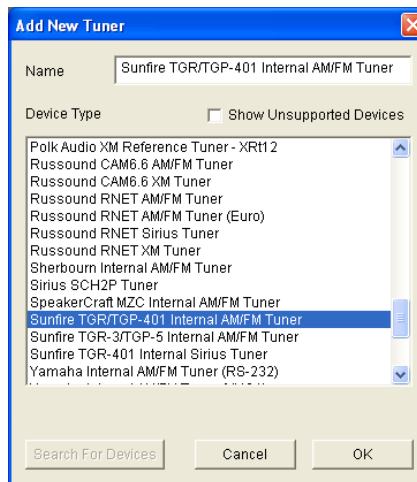 Add New Tuner
Name
Sunfire TGR/TGP-401 Internal AM/FM Tuner
Device Type
Show Unsupported Devices
Polk Audio XM Reference Tuner - XRt12
Russound CAM6.6 AM/FM Tuner
Russound CAM6.6 XM Tuner
Russound RNET AM/FM Tuner
Russound RNET AM/FM Tuner (Euro)
Russound RNET Sirius Tuner
Russound RNET XM Tuner
Sherbourn Internal AM/FM Tuner
Sirius SCH2P Tuner
SpeakerCraft MZC Internal AM/FM Tuner
Sunfire TGR/TGP-401 Internal AM/FM Tuner
Sunfire TGR-3/TGP-5 Internal AM/FM Tuner
Sunfire TGR-401 Internal Sirius Tuner
Yamaha Internal AM/FM Tuner (RS-232)
Search For Devices
Cancel
OK